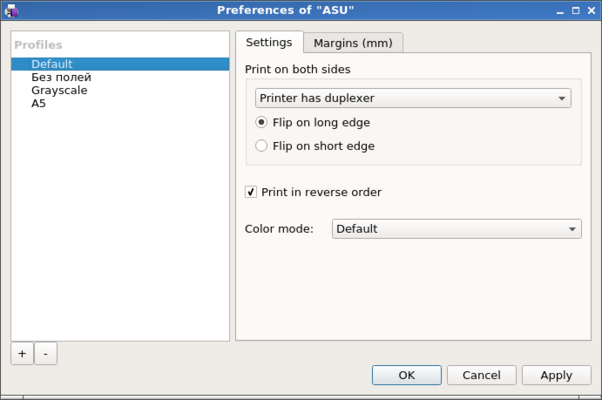 Preferences of "ASU"
Profiles
Default
Без полей
Grayscale
A5
+ -
Settings Margins (mm)
Print on both sides
Printer has duplexer
Flip on long edge
Flip on short edge
Print in reverse order
Color mode: Default
OK Cancel Apply